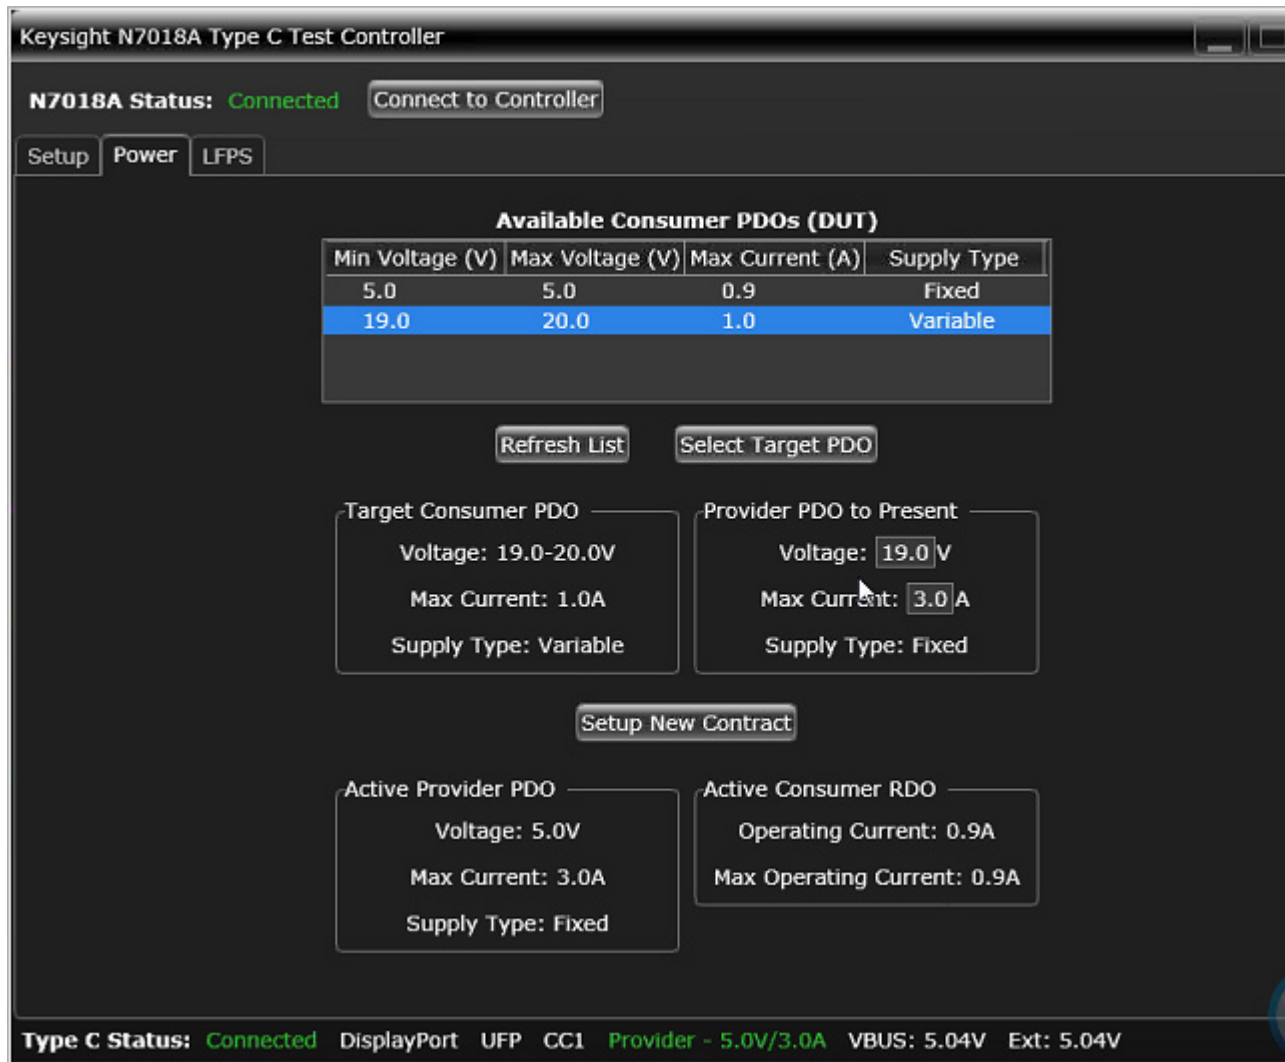 Keysight N7018A Type C Test Controller
N7018A Status: Connected Connect to Controller
Setup Power LFPS
Available Consumer PDOs (DUT)
Min Voltage (V) Max Voltage (V) Max Current (A) Supply Type
5.0 5.0 0.9 Fixed
19.0 20.0 1.0 Variable
Refresh List Select Target PDO
Target Consumer PDO Provider PDO to Present
Voltage: 19.0-20.0V Voltage: 19.0 V
Max Current: 1.0A Max Current: 3.0 A
Supply Type: Variable Supply Type: Fixed
Setup New Contract
Active Provider PDO Active Consumer RDO
Voltage: 5.0V Operating Current: 0.9A
Max Current: 3.0A Max Operating Current: 0.9A
Supply Type: Fixed
Type C Status: Connected DisplayPort UFP CC1 Provider - 5.0V/3.0A VBUS: 5.04V Ext: 5.04V